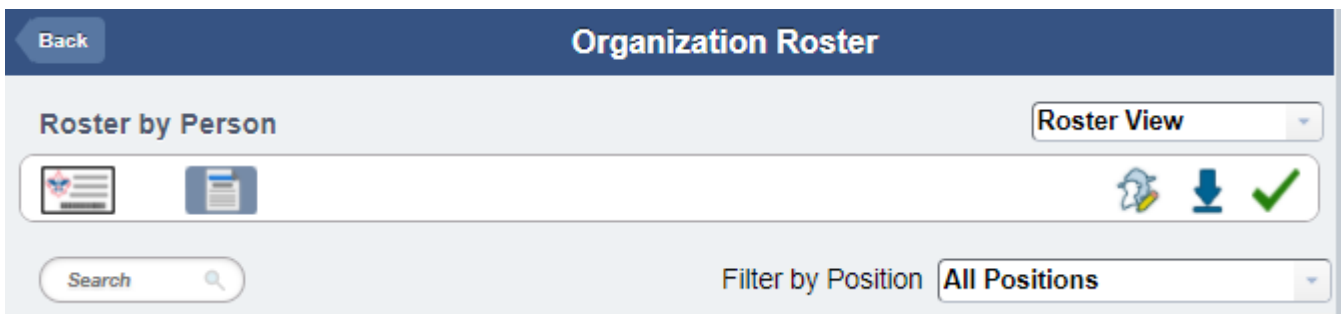 Back
Organization Roster
Roster by Person
Roster View
Search
Filter by Position All Positions